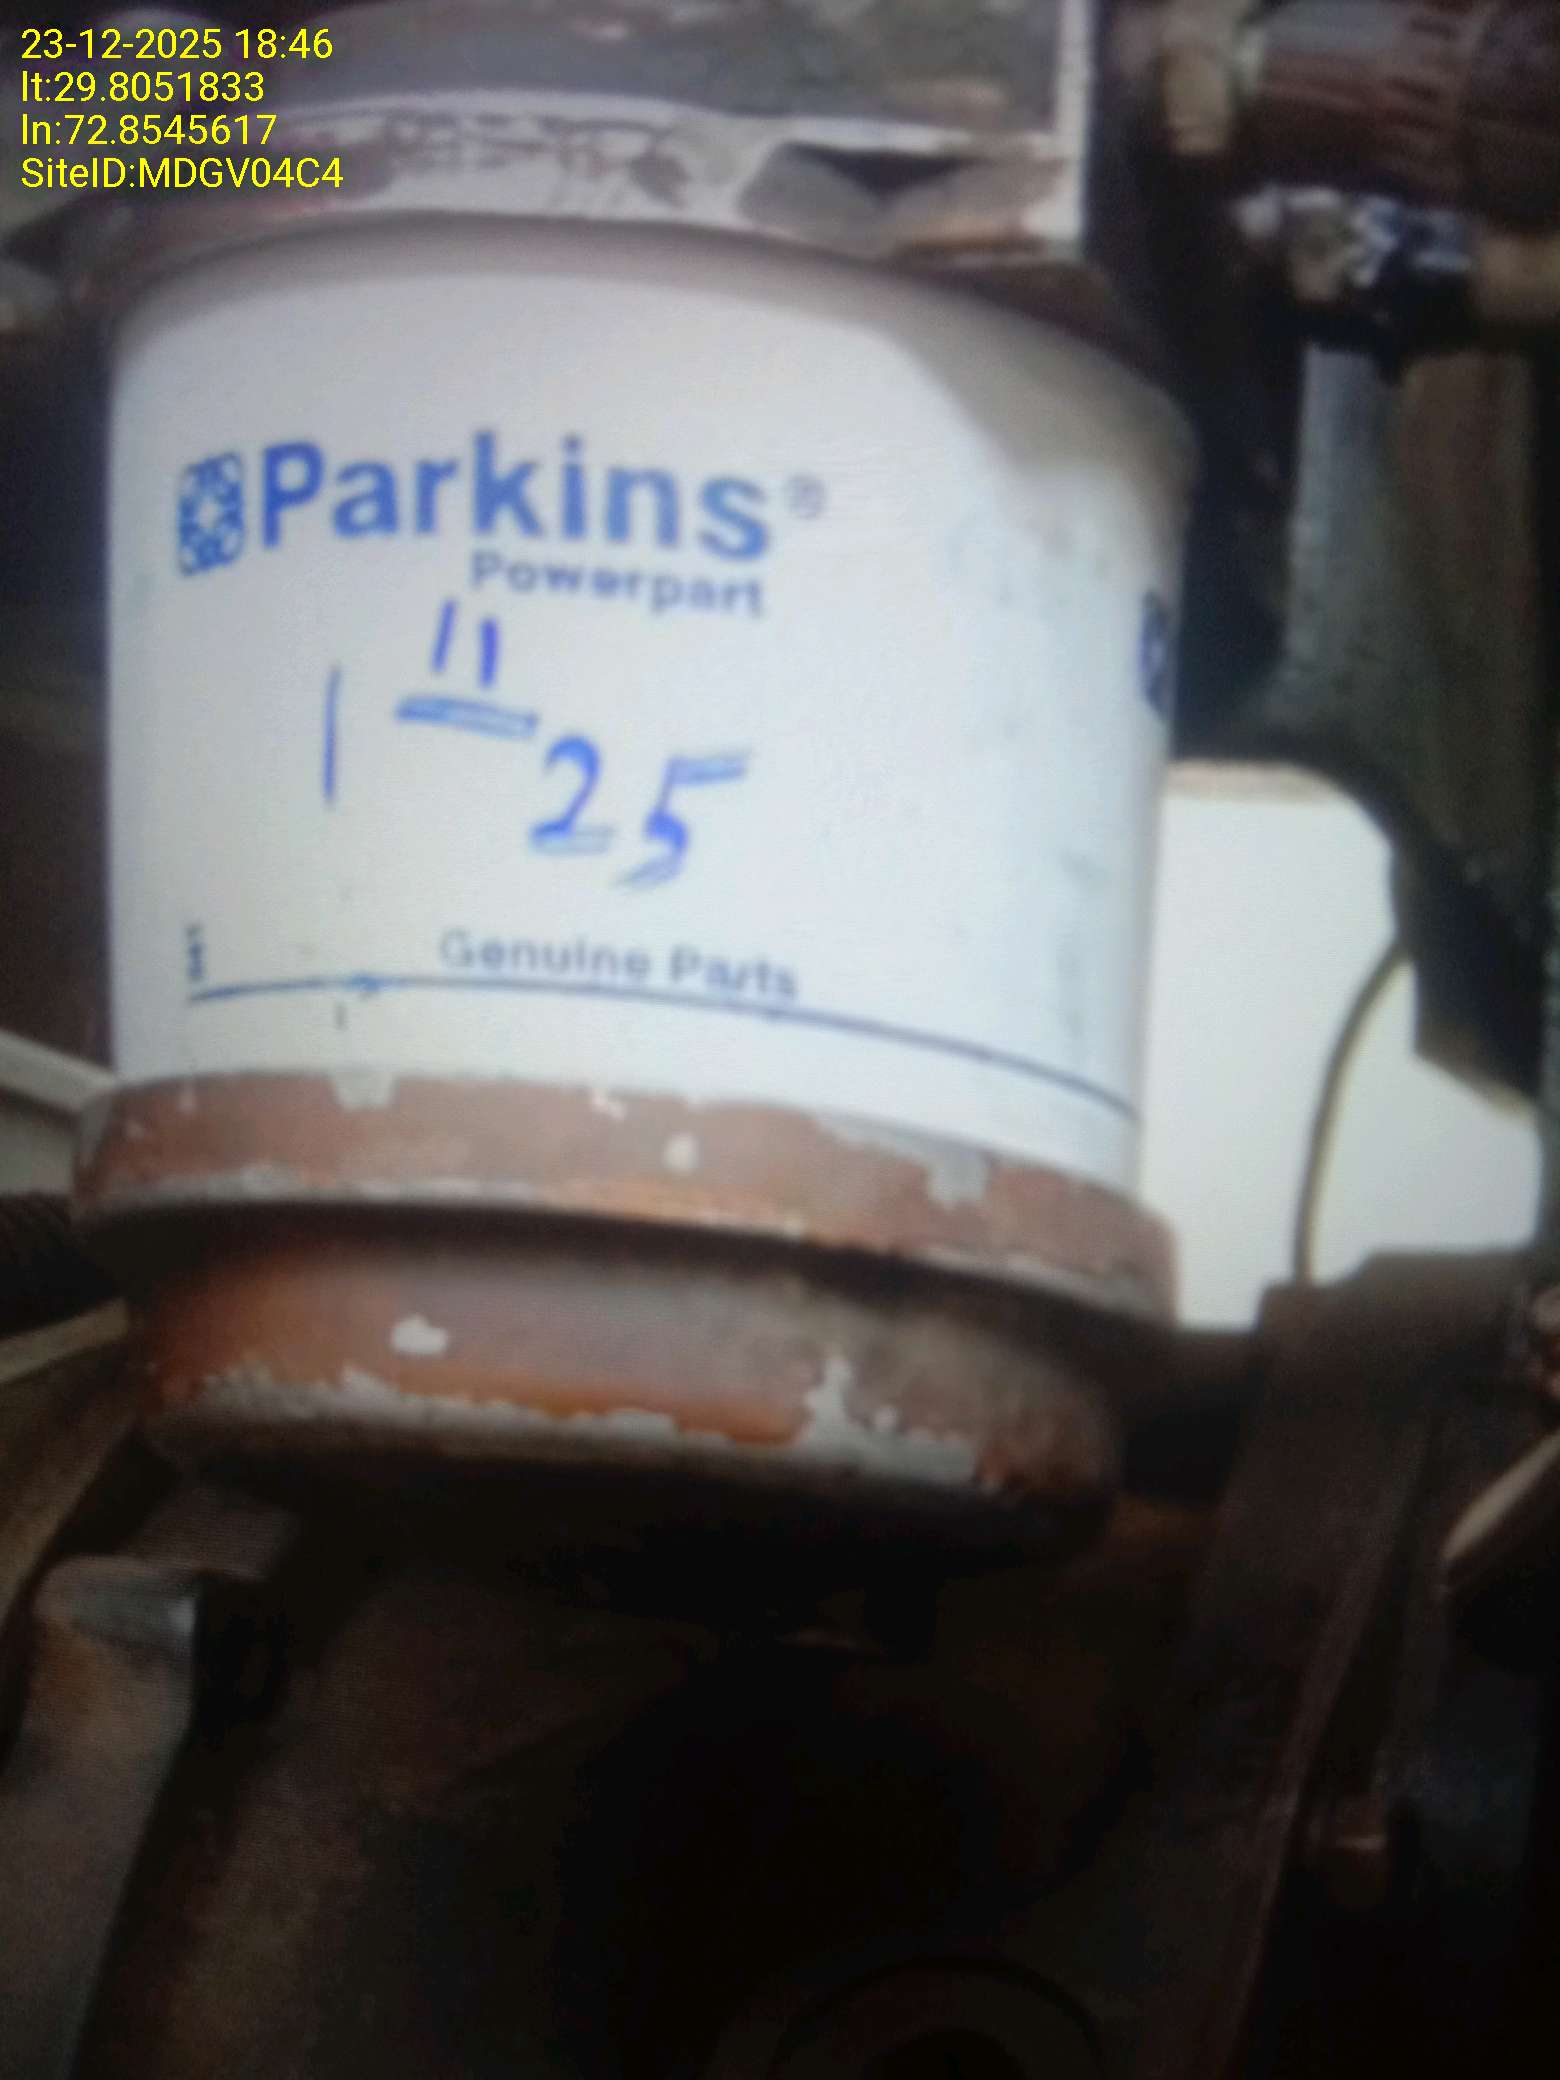 23-12-2025 18:46
lt:29.8051833
ln:72.8545617
SiteID:MDGV04C4
Parkins®
Powerpart
1 11 25
Genuine Parts